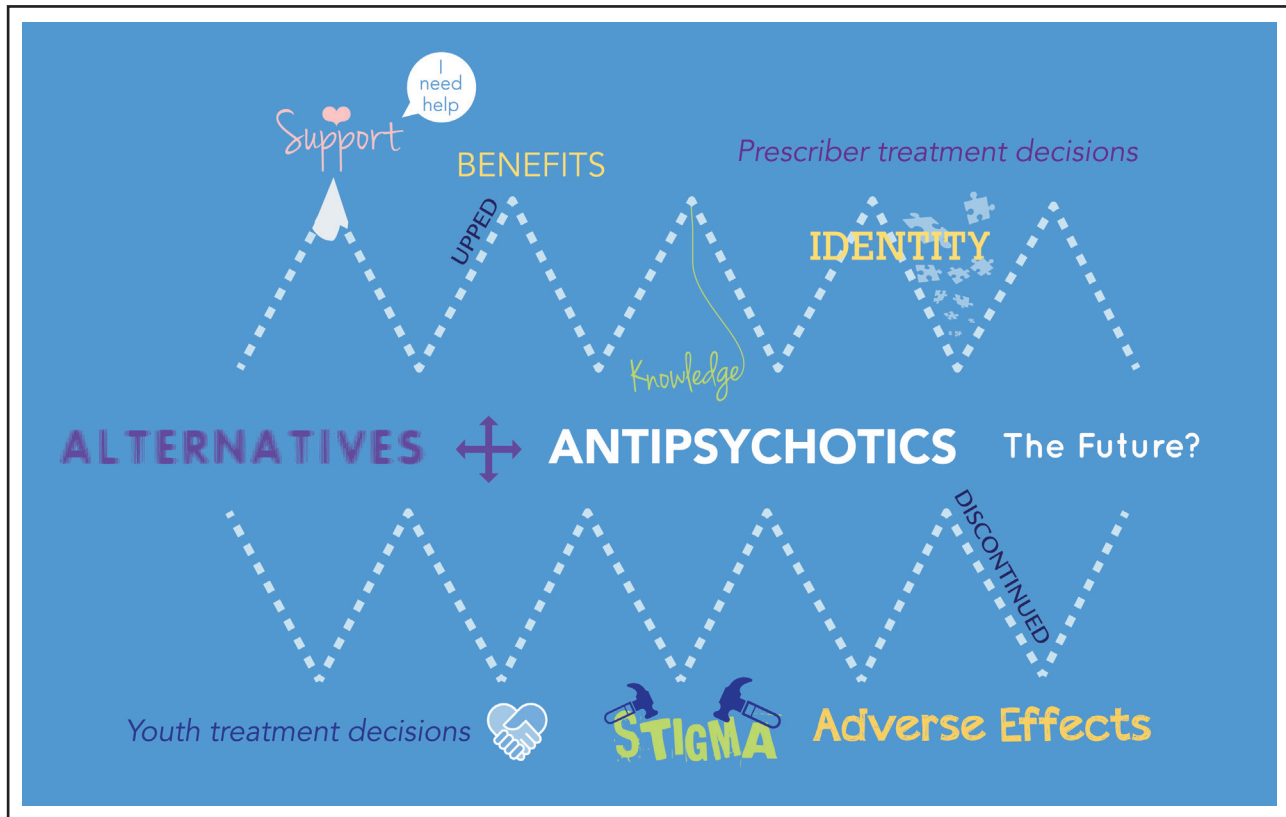 I
need
help
Support
BENEFITS
Prescriber treatment decisions
UPPED
IDENTITY
Knowledge
ALTERNATIVES
ANTIPSYCHOTICS
The Future?
DISCONTINUED
Youth treatment decisions
STIGMA
Adverse Effects